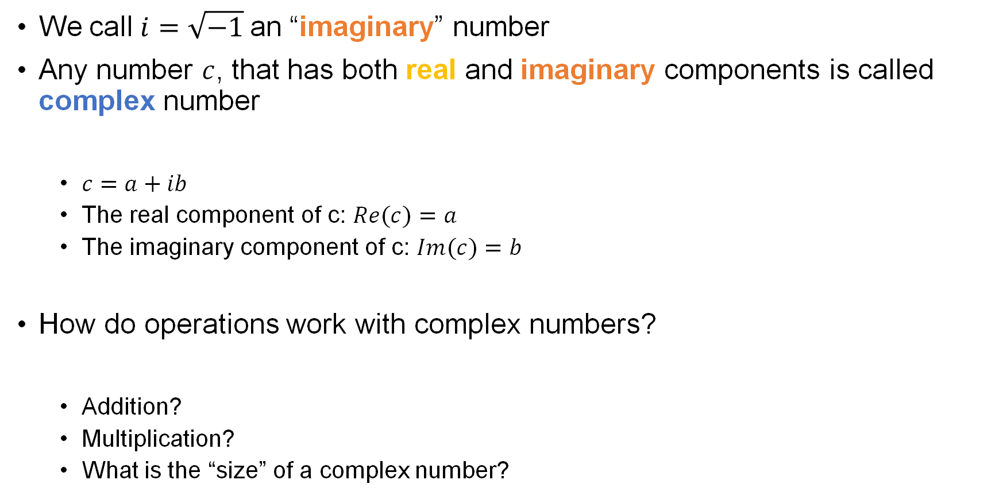 • We call 𝑖 = √−1 an “imaginary” number
• Any number 𝑐, that has both real and imaginary components is called
complex number
• 𝑐 = 𝑎 + 𝑖𝑏
• The real component of c: 𝑅𝑒(𝑐) = 𝑎
• The imaginary component of c: 𝐼𝑚(𝑐) = 𝑏
• How do operations work with complex numbers?
• Addition?
• Multiplication?
• What is the “size” of a complex number?